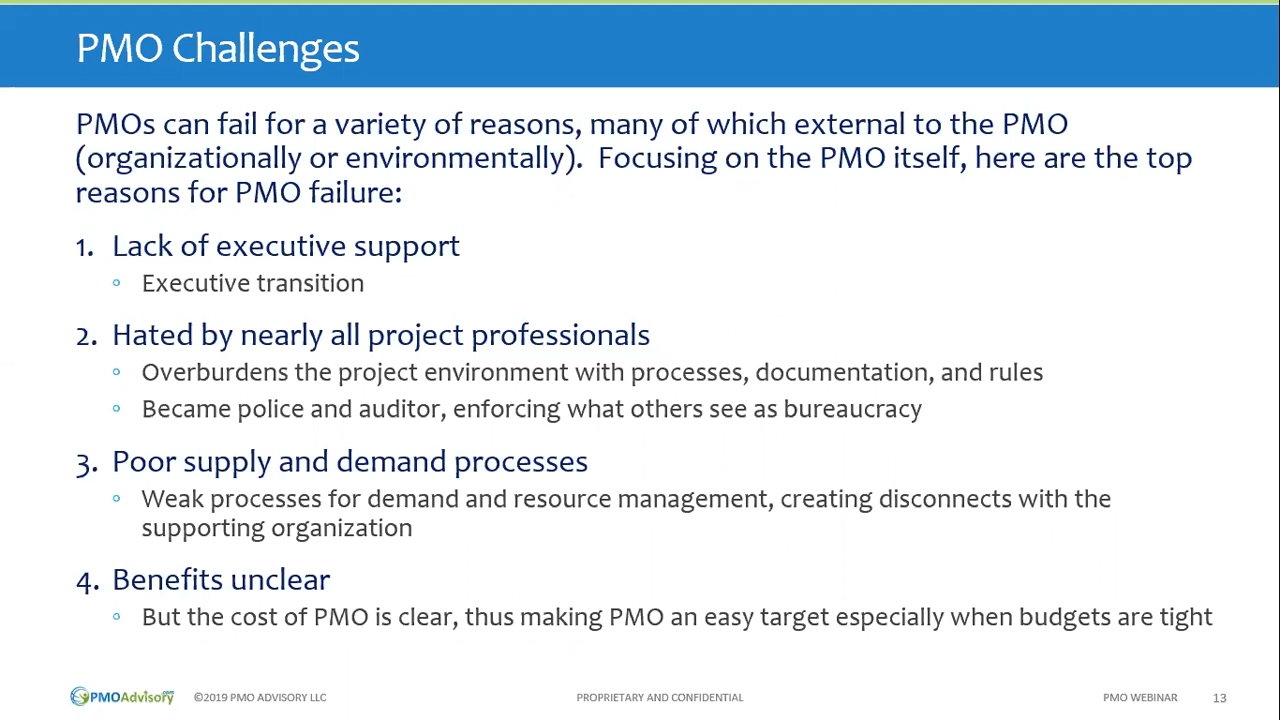 PMO Challenges
PMOs can fail for a variety of reasons, many of which external to the PMO
(organizationally or environmentally).  Focusing on the PMO itself, here are the top
reasons for PMO failure:
1. Lack of executive support
◦ Executive transition
2. Hated by nearly all project professionals
◦ Overburdens the project environment with processes, documentation, and rules
◦ Became police and auditor, enforcing what others see as bureaucracy
3. Poor supply and demand processes
◦ Weak processes for demand and resource management, creating disconnects with the
supporting organization
4. Benefits unclear
◦ But the cost of PMO is clear, thus making PMO an easy target especially when budgets are tight
PMOAdvisory.com ©2019 PMO ADVISORY LLC PROPRIETARY AND CONFIDENTIAL PMO WEBINAR 13